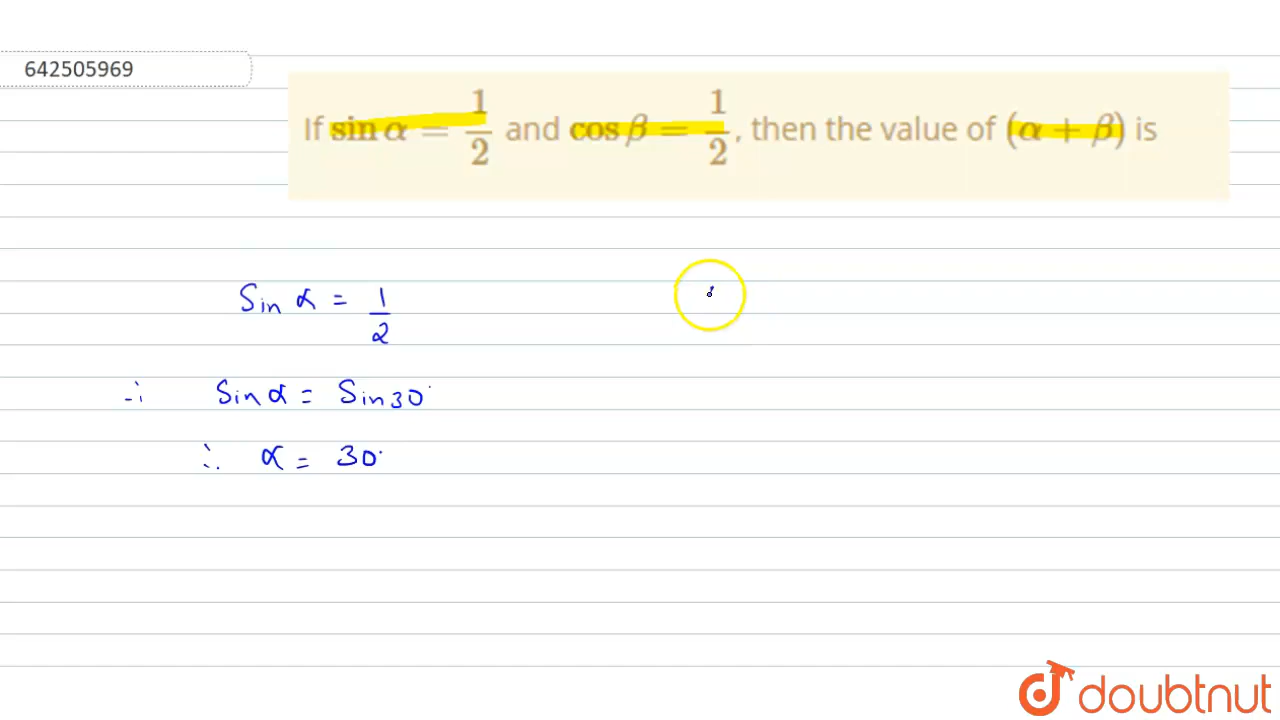 642505969
If sin α = 1/2 and cos β = 1/2, then the value of (α + β) is
Sin α = 1/2
∴ Sin α = Sin 30°
∴ α = 30°
doubtnut